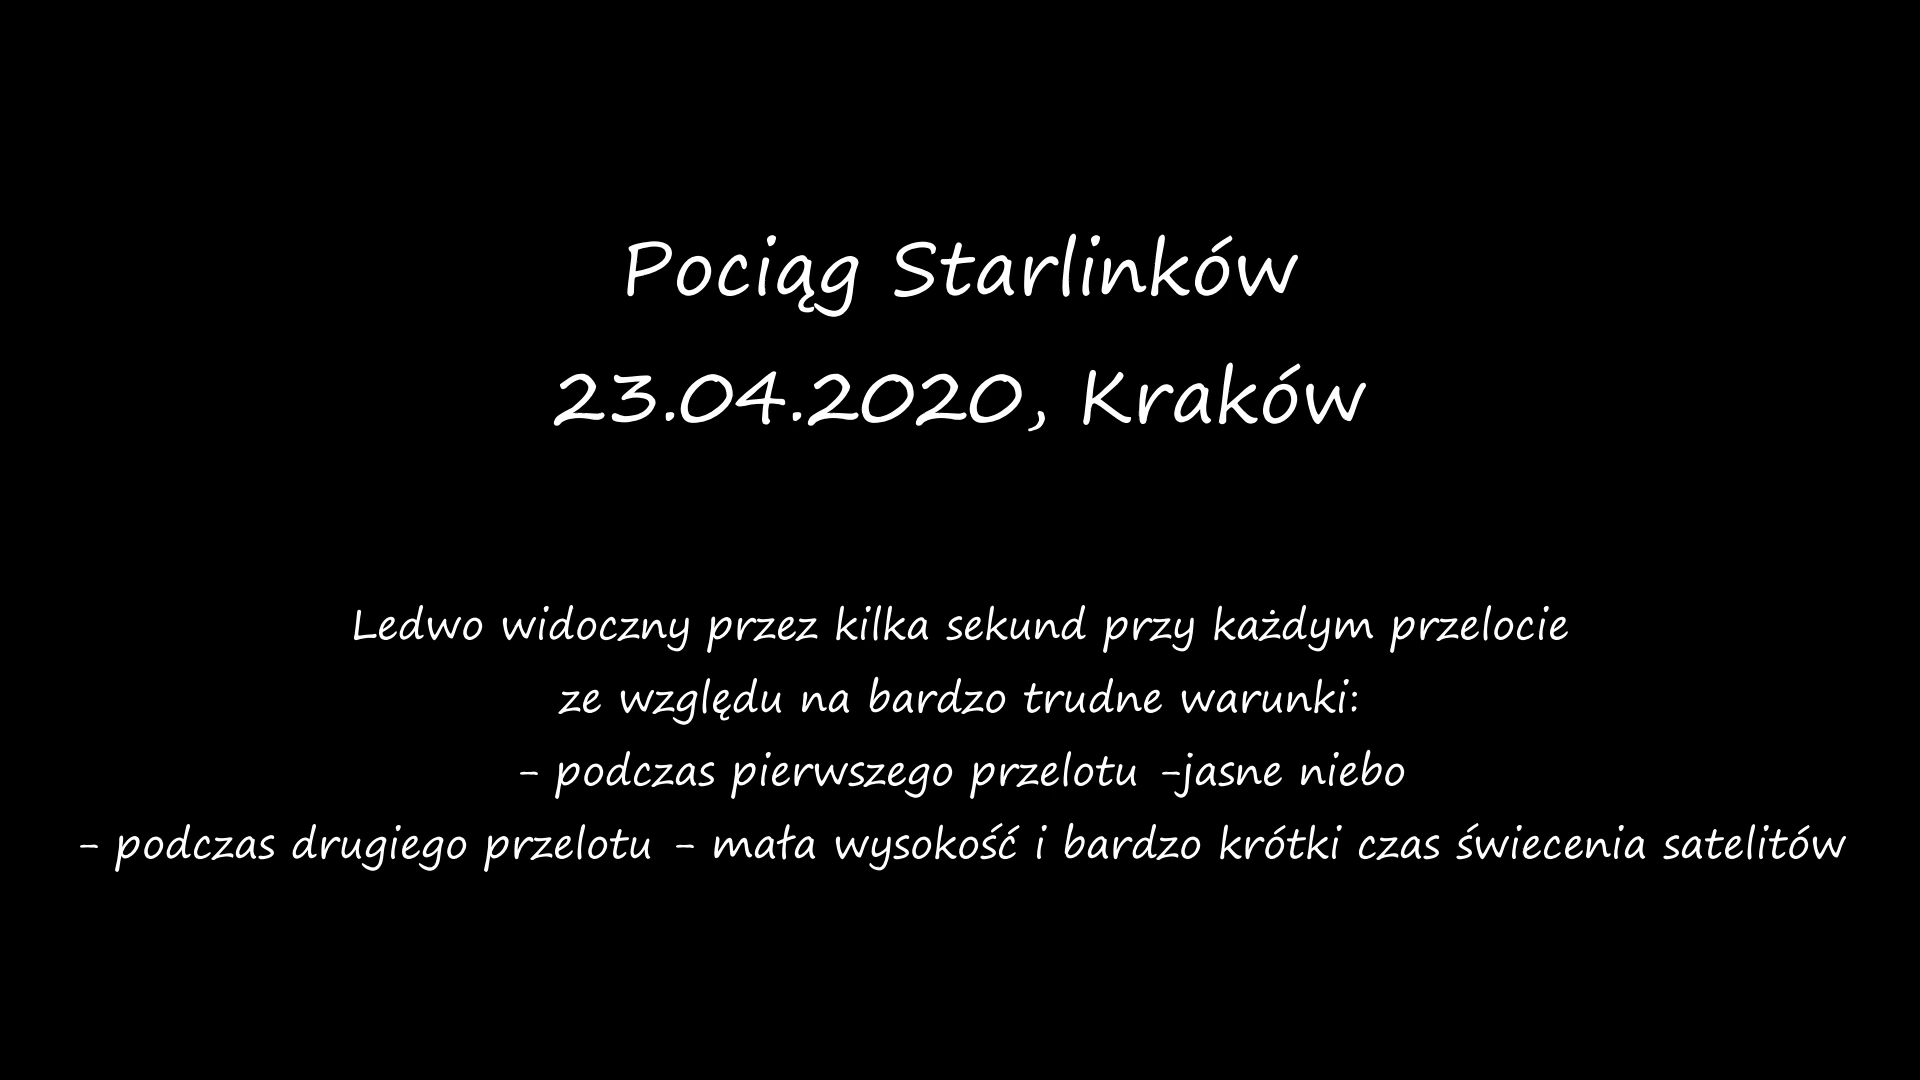 Pociąg Starlinków
23.04.2020, Kraków
Ledwo widoczny przez kilka sekund przy każdym przelocie
ze względu na bardzo trudne warunki:
- podczas pierwszego przelotu -jasne niebo
- podczas drugiego przelotu - mała wysokość i bardzo krótki czas świecenia satelitów